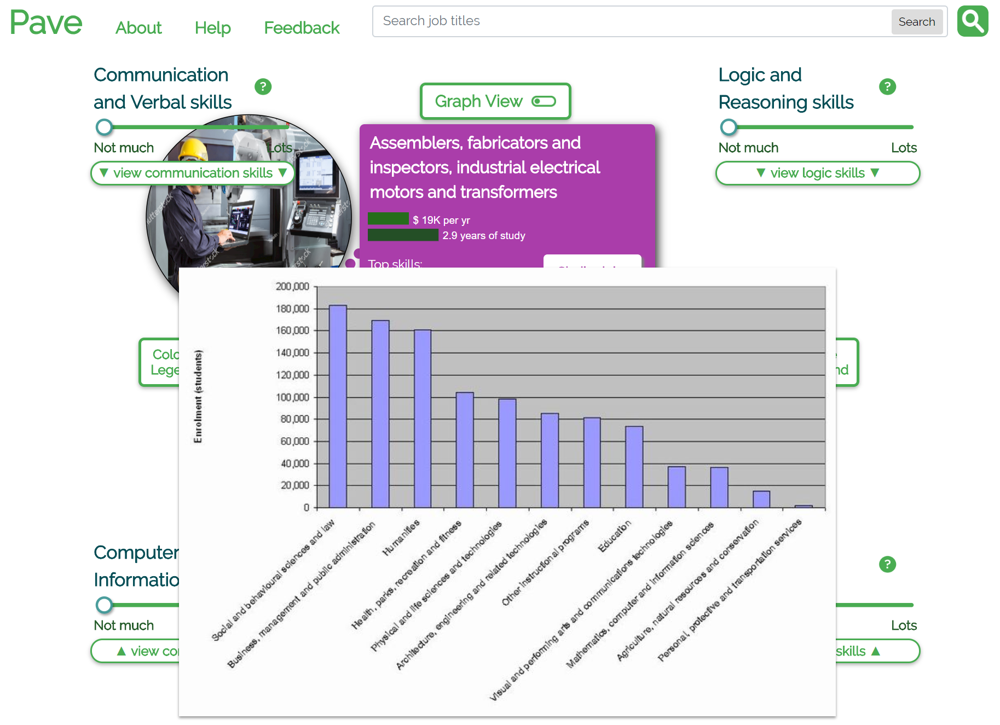 Pave
About
Help
Feedback
Search job titles
Search
Communication
and Verbal skills
?
Not much
Lots
▼ view communication skills ▼
Graph View
Logic and
Reasoning skills
?
Not much
Lots
▼ view logic skills ▼
Assemblers, fabricators and
inspectors, industrial electrical
motors and transformers
$ 19K per yr
2.9 years of study
Top skills:
shutterstock
Enrolment (students)
200,000
180,000
160,000
140,000
120,000
100,000
80,000
60,000
40,000
20,000
0
Social and behavioural sciences and law
Business, management and public administration
Humanities
Health, parks, recreation and fitness
Physical and life sciences and technologies
Architecture, engineering and related technologies
Other instructional programs
Education
Visual and performing arts and communications technologies
Mathematics, computer and information sciences
Agriculture, natural resources and conservation
Personal, protective and transportation services
Computer
?
Not much
Lots
▲ view
skills ▲